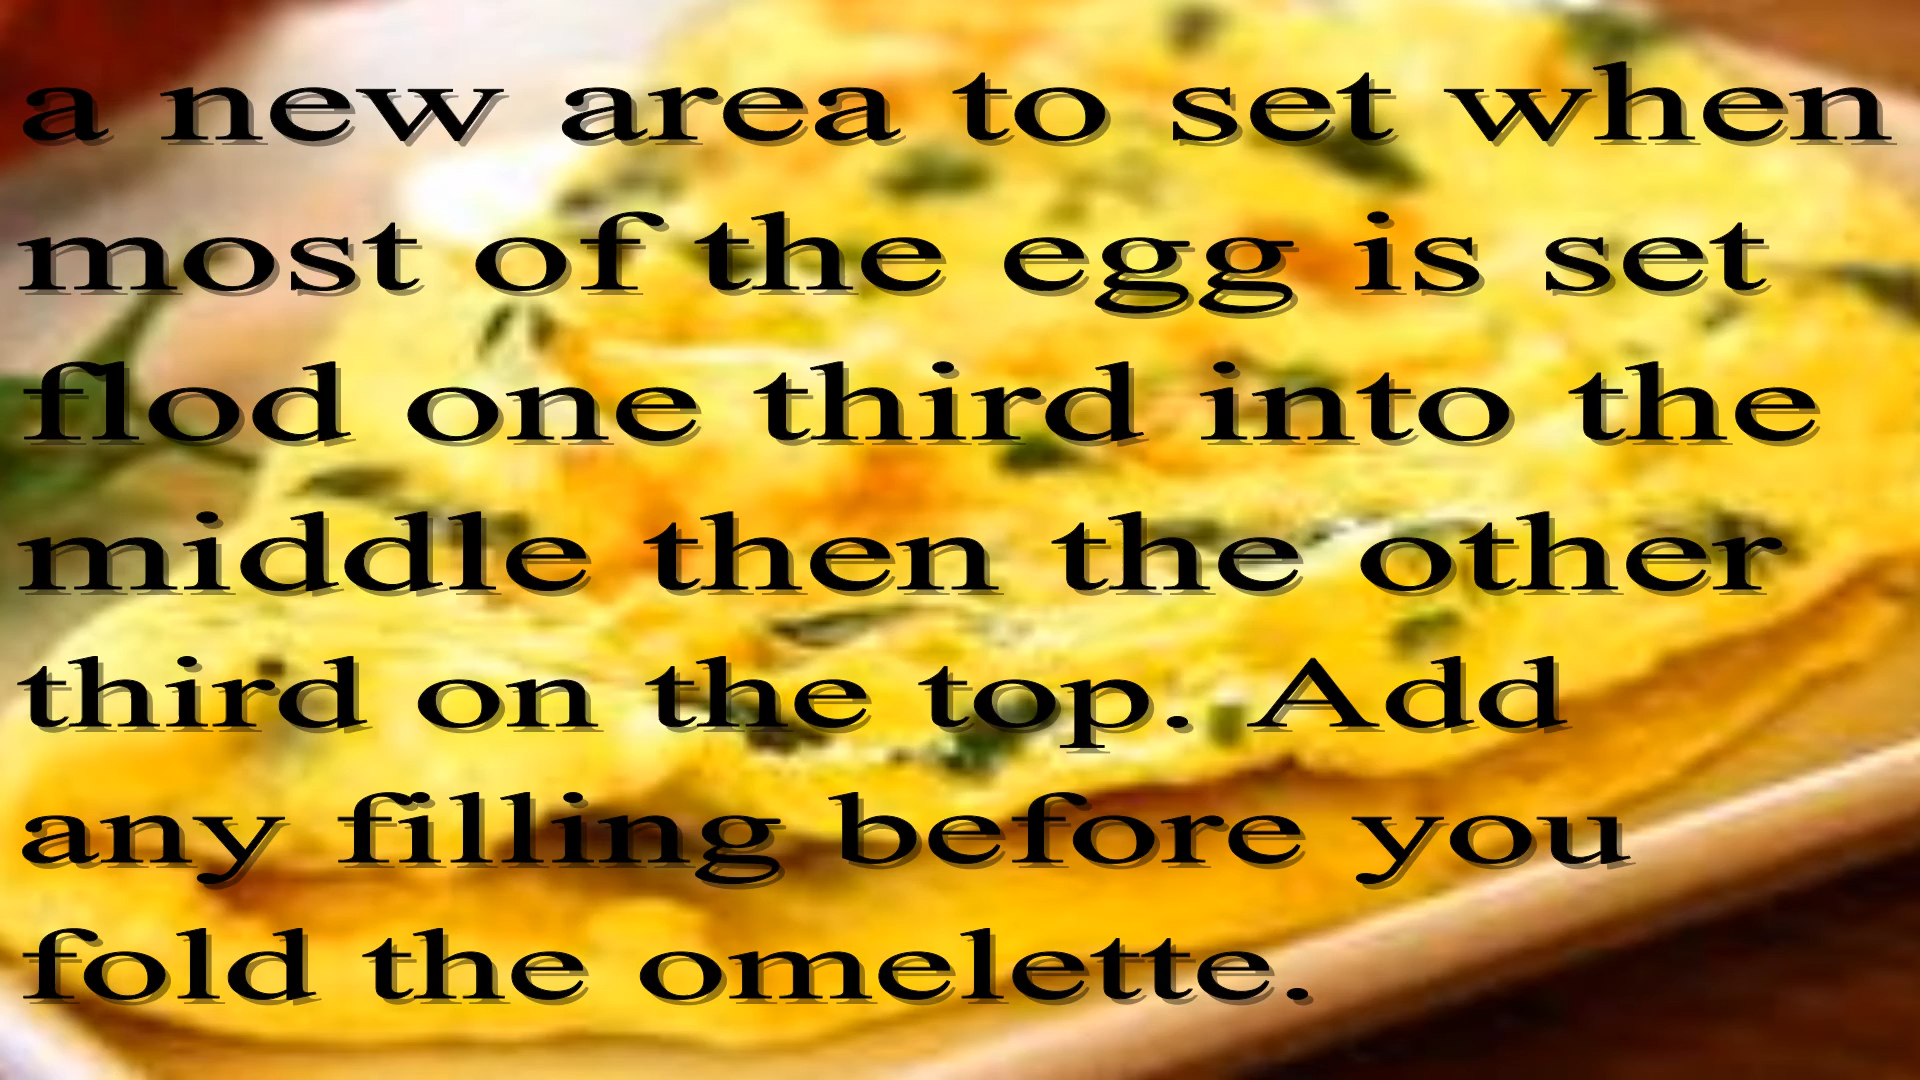 a new area to set when
most of the egg is set
flod one third into the
middle then the other
third on the top. Add
any filling before you
fold the omelette.